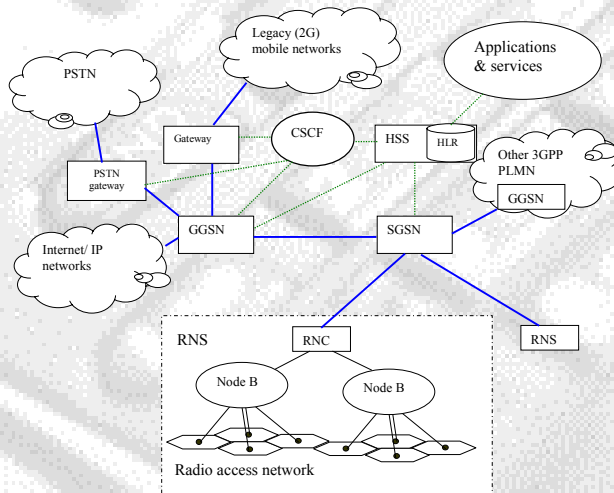 Legacy (2G)
mobile networks
Applications
& services
PSTN
Gateway
CSCF
HSS
HLR
Other 3GPP
PLMN
GGSN
PSTN
gateway
GGSN
SGSN
Internet/ IP
networks
RNS
RNC
RNS
Node B
Node B
Radio access network